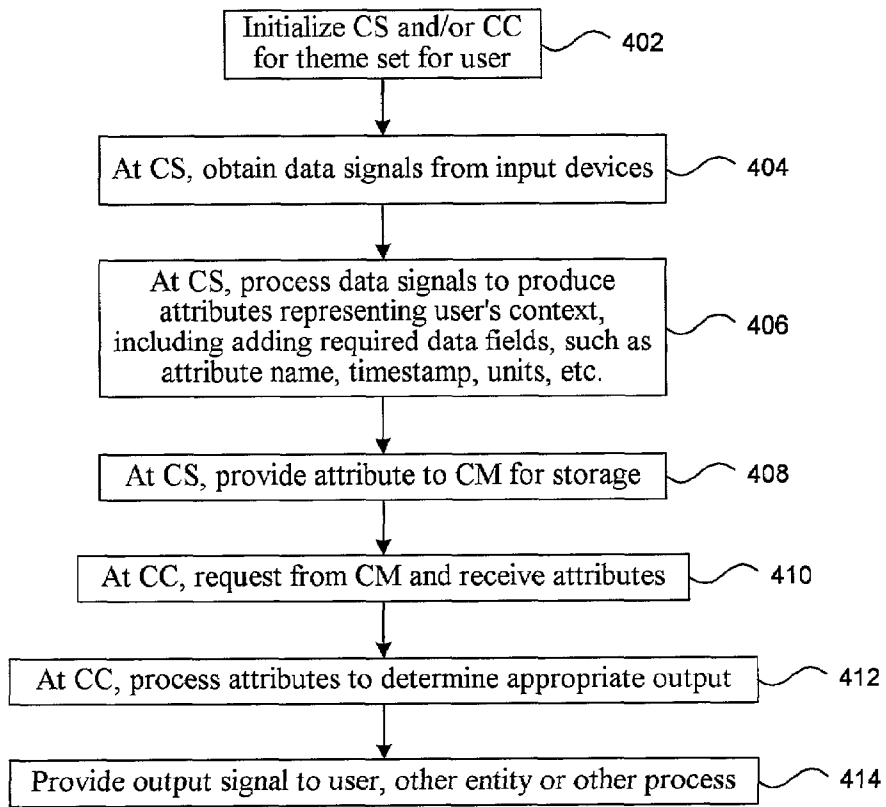 Initialize CS and/or CC
for theme set for user
402
At CS, obtain data signals from input devices
404
At CS, process data signals to produce
attributes representing user's context,
including adding required data fields, such as
attribute name, timestamp, units, etc.
406
At CS, provide attribute to CM for storage
408
At CC, request from CM and receive attributes
410
At CC, process attributes to determine appropriate output
412
Provide output signal to user, other entity or other process
414